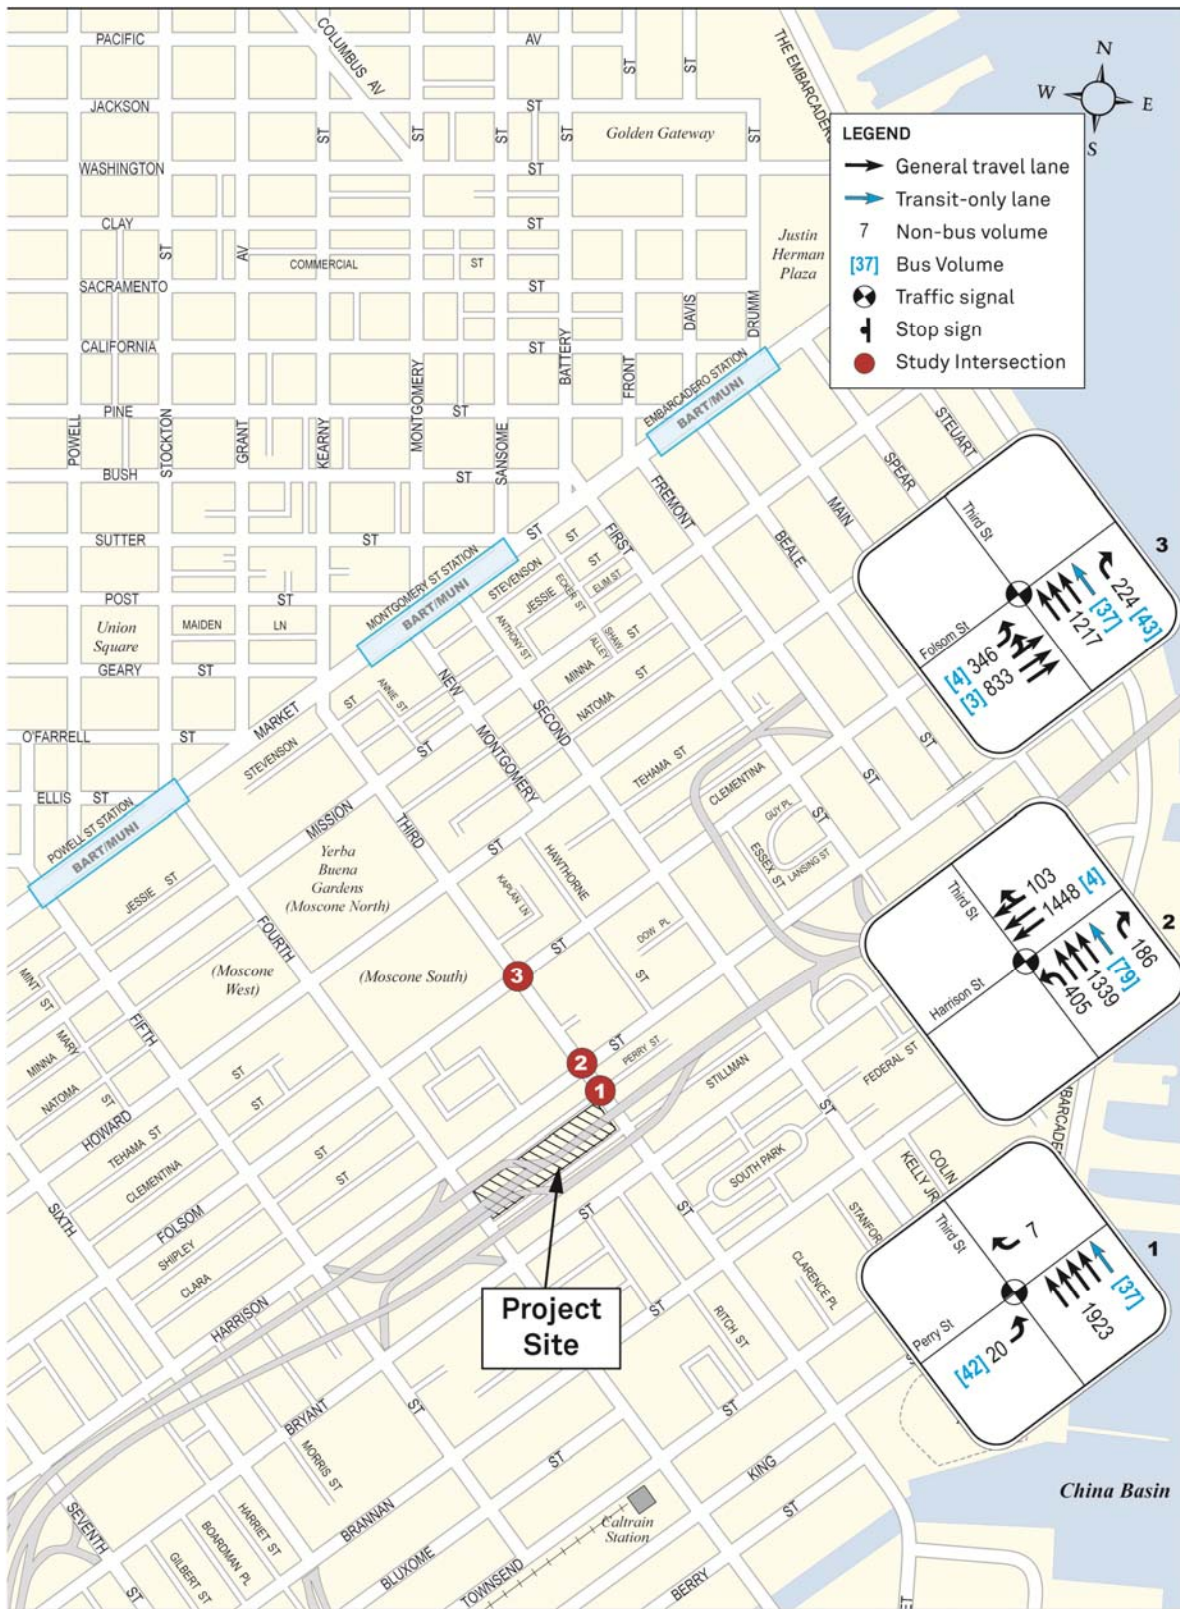 PACIFIC
AV
COLUMBUS AV
ST
ST
THE EMBARCADERO
N
W
E
S
JACKSON
ST
ST
ST
ST
ST
ST
Golden Gateway
WASHINGTON
ST
LEGEND
General travel lane
Transit-only lane
7 Non-bus volume
[37] Bus Volume
Traffic signal
Stop sign
Study Intersection
CLAY
ST
ST
AV
COMMERCIAL
ST
Justin
Herman
Plaza
SACRAMENTO
ST
CALIFORNIA
ST
DAVIS
DRUMM
BATTERY
FRONT
PINE
ST
POWELL
STOCKTON
GRANT
KEARNY
MONTGOMERY
SANSOME
BUSH
ST
EMBARCADERO STATION
BART/MUNI
STEUART
SPEAR
MAIN
BEALE
FREMONT
FIRST
SUTTER
ST
ST
MONTGOMERY ST STATION
BART/MUNI
STEVENSON
ST
JESSIE
ST
ECKER ST
ELIM ST
ANTHONY ST
SHAW
ALLEY
ST
MINNA
NATOMA
ST
POST
ST
Union
Square
MAIDEN
LN
GEARY
ST
O'FARRELL
ST
MARKET
STEVENSON
ST
ANNIE ST
ST
NEW
MONTGOMERY
SECOND
TEHAMA ST
CLEMENTINA
ST
ST
GUY PL
ESSEX ST
LANSING ST
ST
ELLIS
ST
POWELL ST STATION
BART/MUNI
MISSION
THIRD
ST
Yerba
Buena
Gardens
(Moscone North)
KAPLAN LN
HAWTHORNE
DOW PL
ST
ST
JESSIE
ST
FOURTH
(Moscone
West)
(Moscone South)
3
2
1
MINT
ST
MARY
FIFTH
MINNA
NATOMA
ST
ST
ST
HOWARD
TEHAMA ST
CLEMENTINA
ST
ST
ST
PERRY ST
STILLMAN
FEDERAL ST
ST
SOUTH PARK
COLIN
KELLY JR
STANFORD
EMBARCADERO
SIXTH
FOLSOM
SHIPLEY
CLARA
HARRISON
ST
ST
ST
CLARENCE PL
RITCH ST
Project
Site
BRYANT
MORRIS ST
ST
ST
ST
KING
ST
SEVENTH
ST
HARRIET ST
BOARDMAN PL
GILBERT ST
BRANNAN
BLUXOME
TOWNSEND
BERRY
Caltrain
Station
China Basin
3
Third St
Folsom St
224 [43]
[37]
1217
[4] 346
[3] 833
2
Third St
Harrison St
103
1448 [4]
186
[79]
1339
405
1
Third St
Perry St
7
[37]
1923
[42] 20